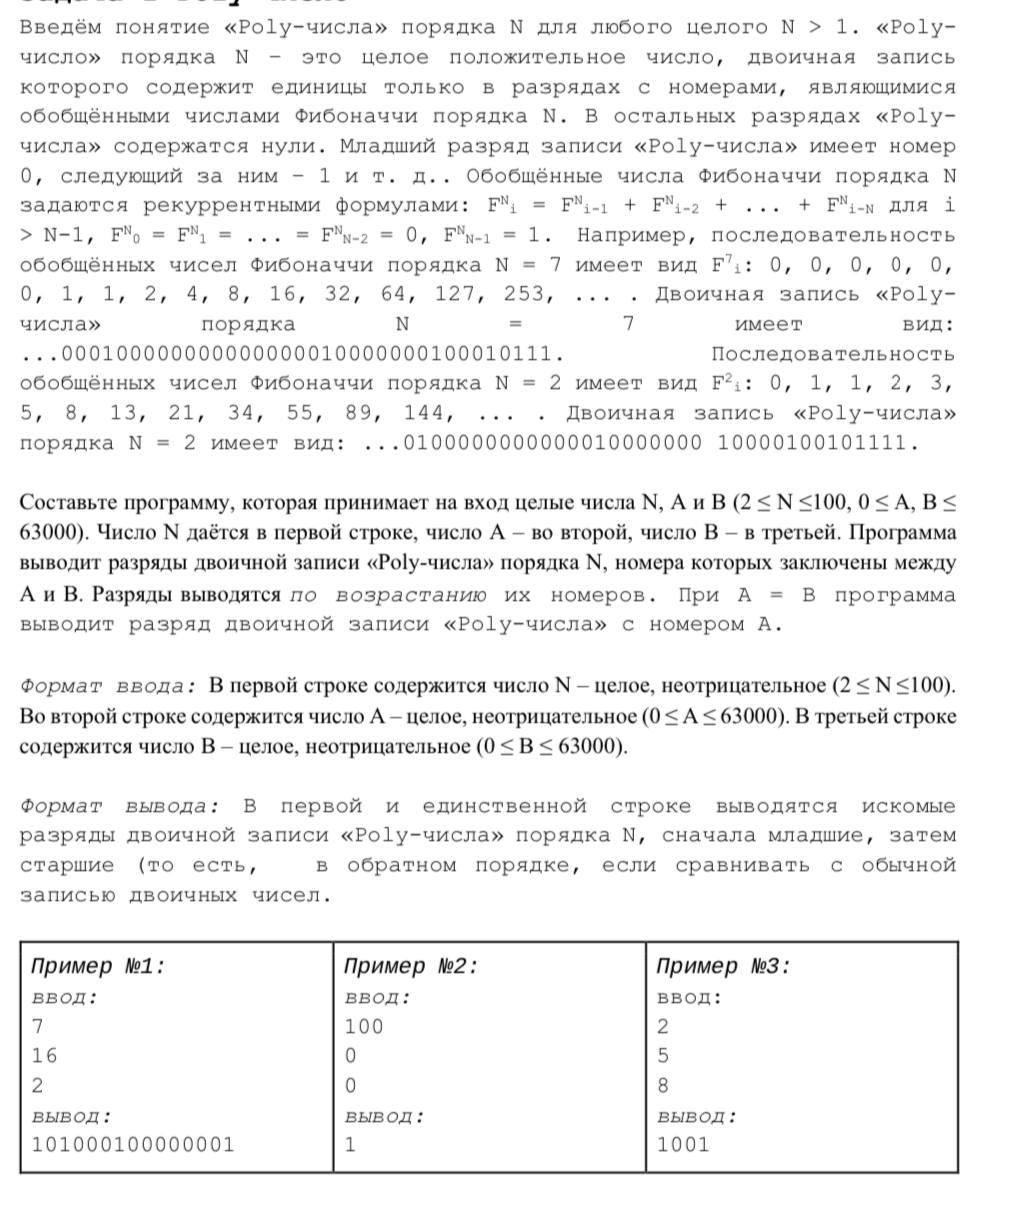 Введём понятие «Poly-числа» порядка N для любого целого N > 1. «Poly-
число» порядка N – это целое положительное число, двоичная запись
которого содержит единицы только в разрядах с номерами, являющимися
обобщёнными числами Фибоначчи порядка N. В остальных разрядах «Poly-
числа» содержатся нули. Младший разряд записи «Poly-числа» имеет номер
0, следующий за ним – 1 и т. д.. Обобщённые числа Фибоначчи порядка N
задаются рекуррентными формулами: Fᴺi = Fᴺi-1 + Fᴺi-2 + ... + Fᴺi-N для i
> N-1, Fᴺ0 = Fᴺ1 = ... = FᴺN-2 = 0, FᴺN-1 = 1. Например, последовательность
обобщённых чисел Фибоначчи порядка N = 7 имеет вид F⁷i: 0, 0, 0, 0, 0,
0, 1, 1, 2, 4, 8, 16, 32, 64, 127, 253, ... . Двоичная запись «Poly-
числа» порядка N = 7 имеет вид:
...00010000000000000001000000010001​0111. Последовательность
обобщённых чисел Фибоначчи порядка N = 2 имеет вид F²i: 0, 1, 1, 2, 3,
5, 8, 13, 21, 34, 55, 89, 144, ... . Двоичная запись «Poly-числа»
порядка N = 2 имеет вид: ...0100000000000010000000 10000100101111.
Составьте программу, которая принимает на вход целые числа N, A и B (2 ≤ N ≤100, 0 ≤ A, B ≤
63000). Число N даётся в первой строке, число A – во второй, число B – в третьей. Программа
выводит разряды двоичной записи «Poly-числа» порядка N, номера которых заключены между
A и B. Разряды выводятся по возрастанию их номеров. При A = B программа
выводит разряд двоичной записи «Poly-числа» с номером A.
Формат ввода: В первой строке содержится число N – целое, неотрицательное (2 ≤ N ≤100).
Во второй строке содержится число A – целое, неотрицательное (0 ≤ A ≤ 63000). В третьей строке
содержится число B – целое, неотрицательное (0 ≤ B ≤ 63000).
Формат вывода: В первой и единственной строке выводятся искомые
разряды двоичной записи «Poly-числа» порядка N, сначала младшие, затем
старшие (то есть, в обратном порядке, если сравнивать с обычной
записью двоичных чисел.
Пример №1:
ввод:
7
16
2
вывод:
101000100000001
Пример №2:
ввод:
100
0
0
вывод:
1
Пример №3:
ввод:
2
5
8
вывод:
1001